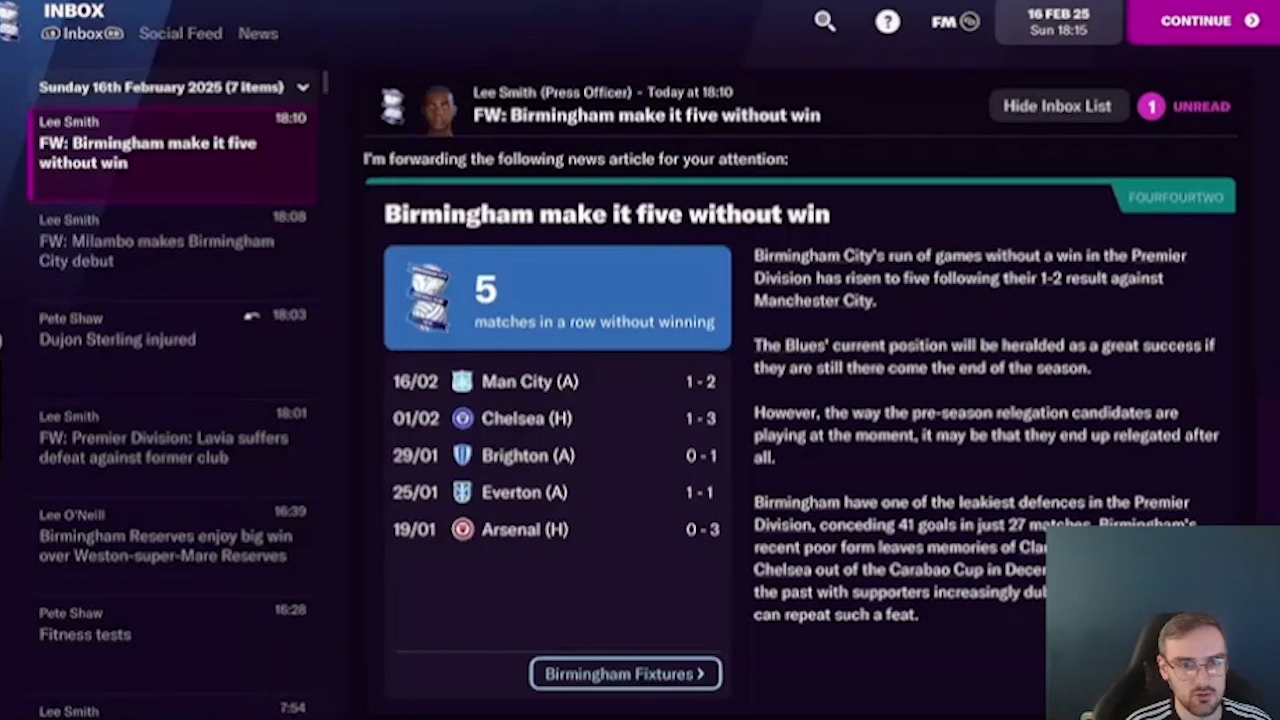 INBOX
Inbox
Social Feed
News
FM
16 FEB 25
Sun 18:15
CONTINUE
Sunday 16th February 2025 (7 items)
Lee Smith
18:10
FW: Birmingham make it five
without win
Lee Smith
18:08
FW: Milambo makes Birmingham
City debut
Pete Shaw
18:03
Dujon Sterling injured
Lee Smith
18:01
FW: Premier Division: Lavia suffers
defeat against former club
Lee O'Neill
16:39
Birmingham Reserves enjoy big win
over Weston-super-Mare Reserves
Pete Shaw
16:28
Fitness tests
Lee Smith
7:54
Lee Smith (Press Officer) - Today at 18:10
FW: Birmingham make it five without win
Hide Inbox List
1 UNREAD
I'm forwarding the following news article for your attention:
FOURFOURTWO
Birmingham make it five without win
5
matches in a row without winning
16/02 Man City (A) 1 - 2
01/02 Chelsea (H) 1 - 3
29/01 Brighton (A) 0 - 1
25/01 Everton (A) 1 - 1
19/01 Arsenal (H) 0 - 3
Birmingham Fixtures
Birmingham City's run of games without a win in the Premier
Division has risen to five following their 1-2 result against
Manchester City.
The Blues' current position will be heralded as a great success if
they are still there come the end of the season.
However, the way the pre-season relegation candidates are
playing at the moment, it may be that they end up relegated after
all.
Birmingham have one of the leakiest defences in the Premier
Division, conceding 41 goals in just 27 matches. Birmingham's
recent poor form leaves memories of
Chelsea out of the Carabao Cup in
the past with supporters increasingly
can repeat such a feat.